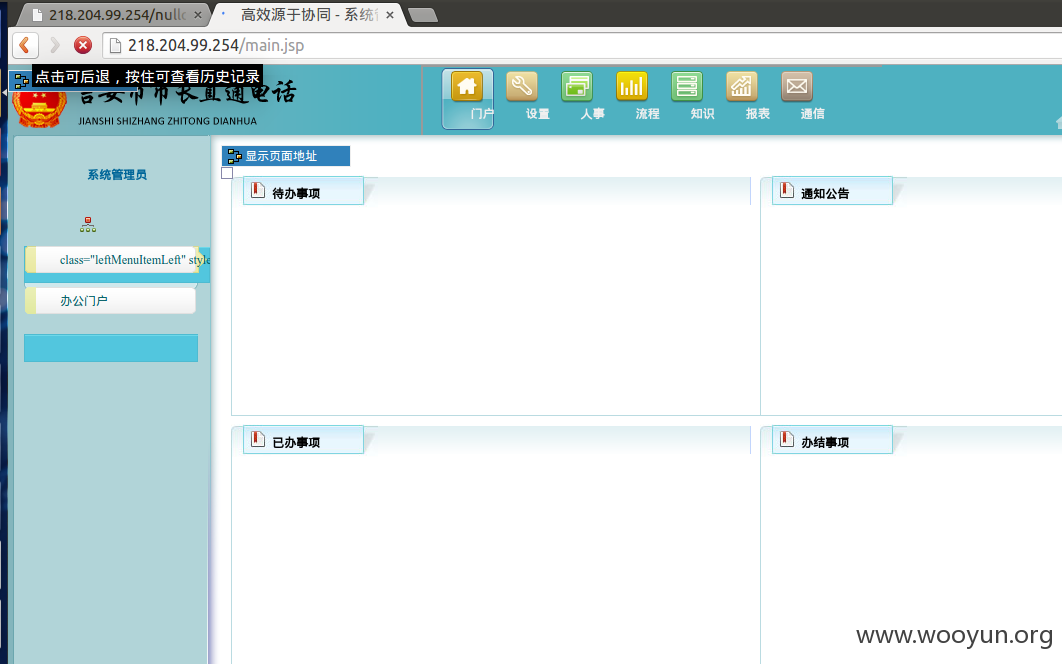 218.204.99.254/nullc
高效源于协同 - 系统
218.204.99.254/main.jsp
点击可后退，按住可查看历史记录
吉安市市长直通电话
JIANSHI SHIZHANG ZHITONG DIANHUA
门户 设置 人事 流程 知识 报表 通信
系统管理员
显示页面地址
待办事项
通知公告
class="leftMenuItemLeft" style
办公门户
已办事项
办结事项
www.wooyun.org